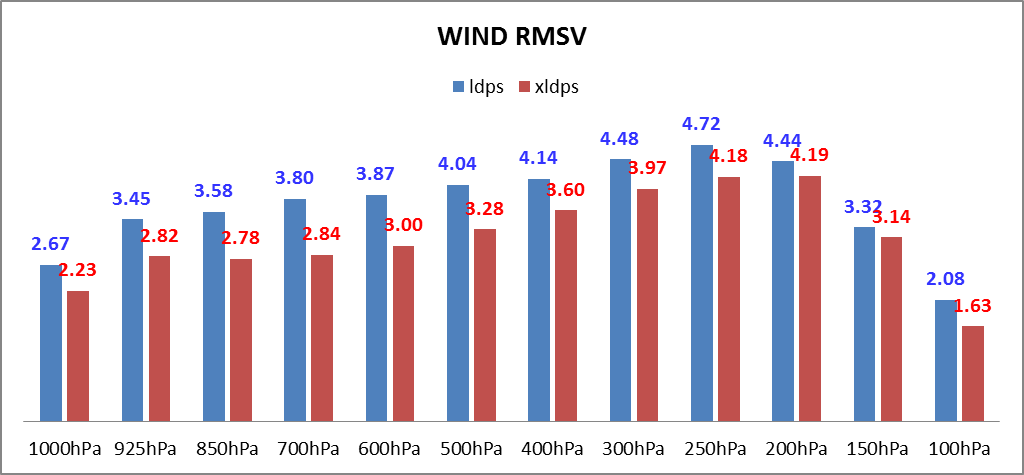 WIND RMSV
ldps xldps
2.67 2.23 3.45 2.82 3.58 2.78 3.80 2.84 3.87 3.00 4.04 3.28 4.14 3.60 4.48 3.97 4.72 4.18 4.44 4.19 3.32 3.14 2.08 1.63
1000hPa 925hPa 850hPa 700hPa 600hPa 500hPa 400hPa 300hPa 250hPa 200hPa 150hPa 100hPa